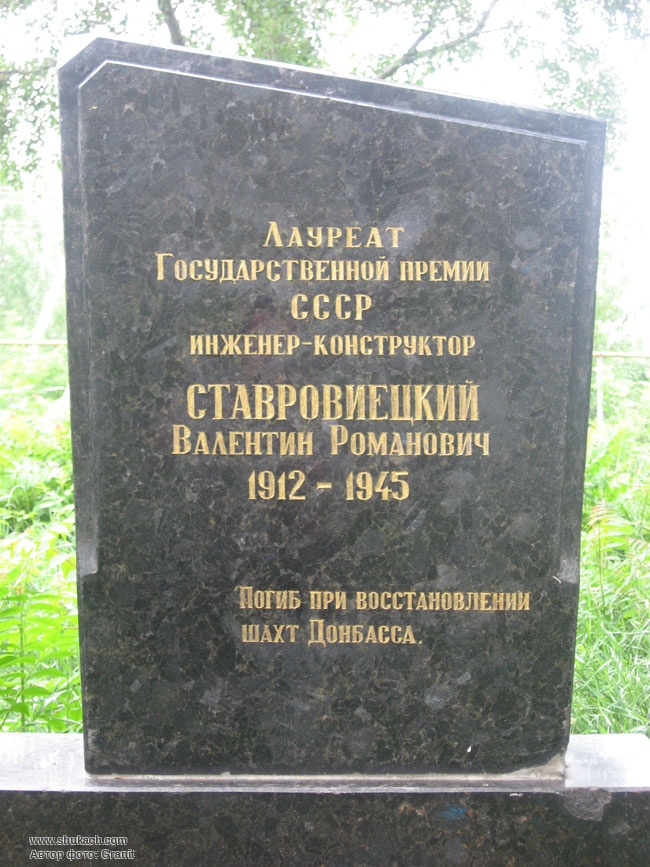 Лауреат
Государственной премии
СССР
инженер-конструктор
СТАВРОВИЕЦКИЙ
Валентин Романович
1912 - 1945
Погиб при восстановлении
шахт Донбасса.
www.shukach.com
Автор фото: Granit